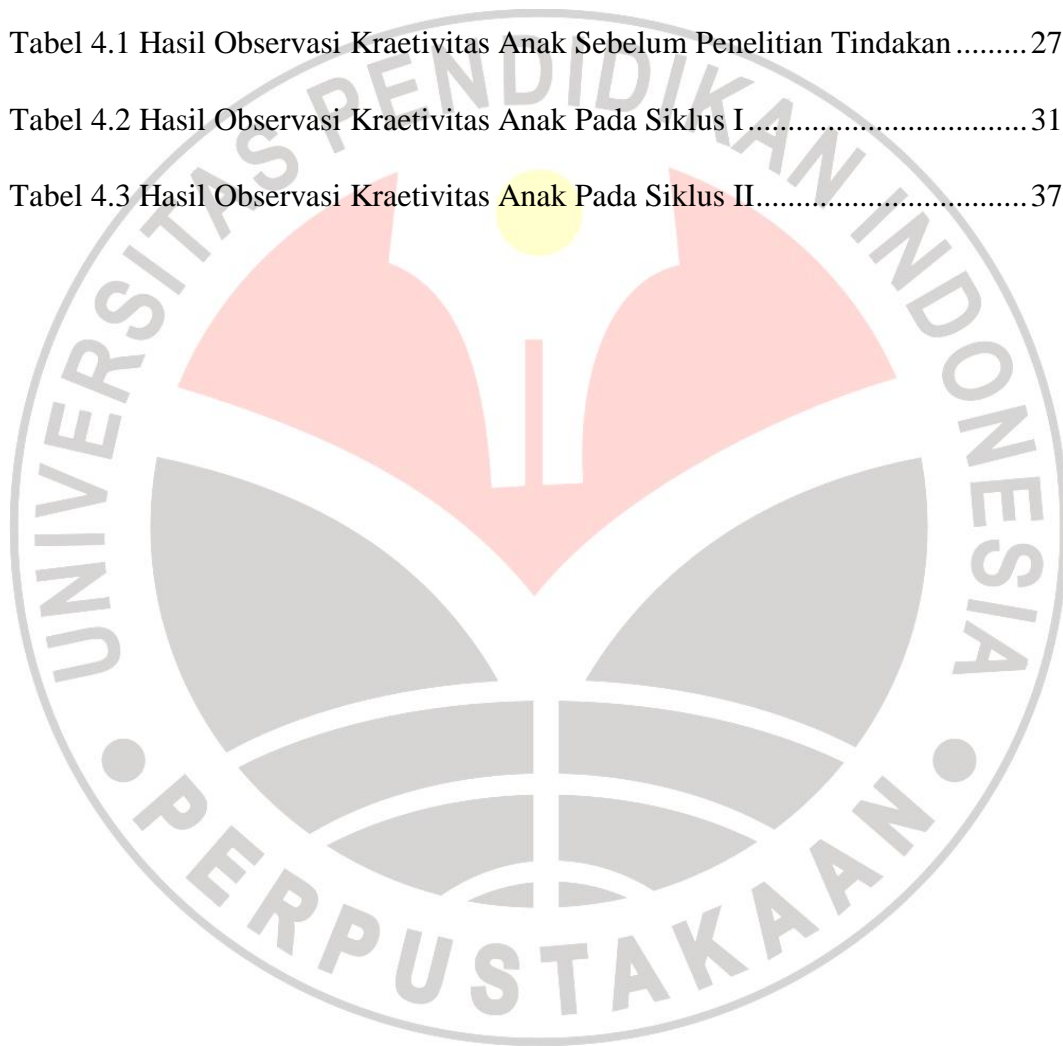 Tabel 4.1 Hasil Observasi Kraetivitas Anak Sebelum Penelitian Tindakan ......... 27
Tabel 4.2 Hasil Observasi Kraetivitas Anak Pada Siklus I ................................. 31
Tabel 4.3 Hasil Observasi Kraetivitas Anak Pada Siklus II ................................ 37
UNIVERSITAS PENDIDIKAN INDONESIA
PERPUSTAKAAN